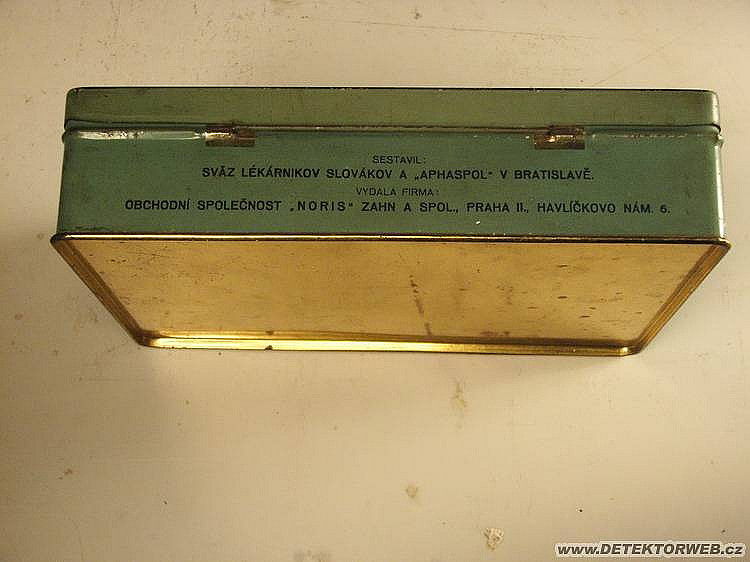 SESTAVIL:
SVÄZ LÉKÁRNIKOV SLOVÁKOV A „APHASPOL" V BRATISLAVĚ.
VYDALA FIRMA:
OBCHODNÍ SPOLEČNOST „NORIS" ZAHN A SPOL., PRAHA II., HAVLÍČKOVO NÁM. 6.
www.DETEKTORWEB.cz